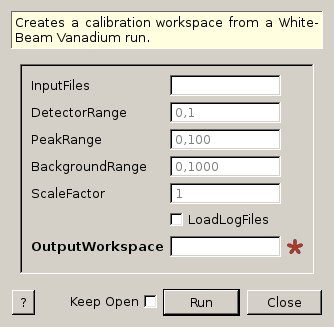 Creates a calibration workspace from a White-
Beam Vanadium run.
InputFiles
DetectorRange 0,1
PeakRange 0,100
BackgroundRange 0,1000
ScaleFactor 1
LoadLogFiles
OutputWorkspace *
? Keep Open Run Close